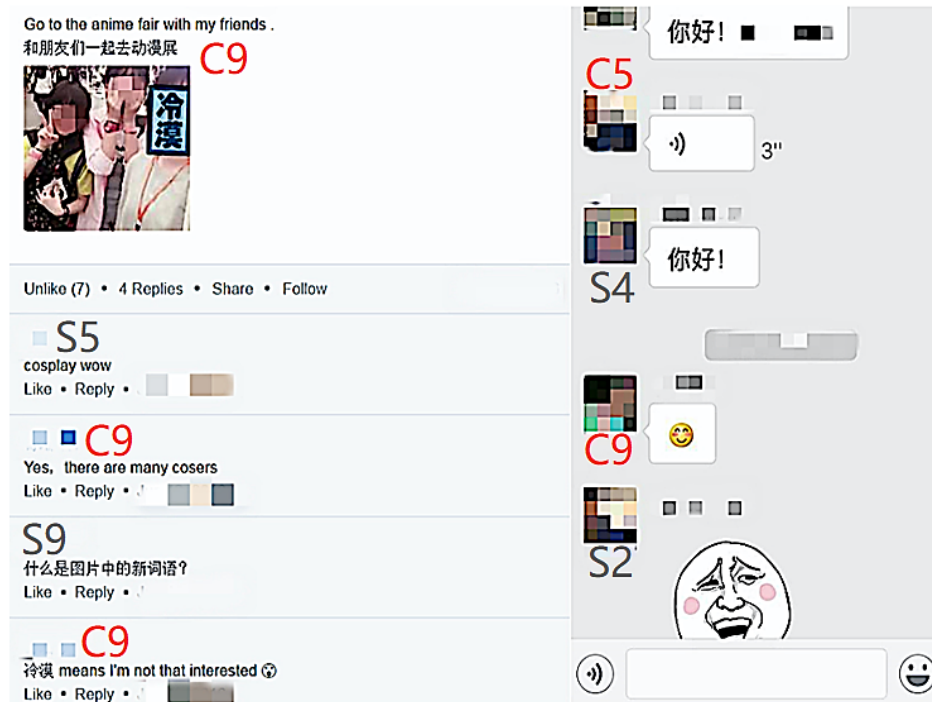 Go to the anime fair with my friends .
和朋友们一起去动漫展
C9
冷
漠
Unlike (7) • 4 Replies • Share • Follow
S5
cosplay wow
Like • Reply •
C9
Yes, there are many cosers
Like • Reply •
S9
什么是图片中的新词语?
Like • Reply •
C9
冷漠 means I'm not that interested 😮
Like • Reply •
你好!
C5
3"
你好!
S4
😊
C9
S2